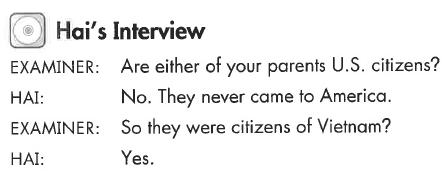 Hai's Interview
EXAMINER: Are either of your parents U.S. citizens?
HAI: No. They never came to America.
EXAMINER: So they were citizens of Vietnam?
HAI: Yes.